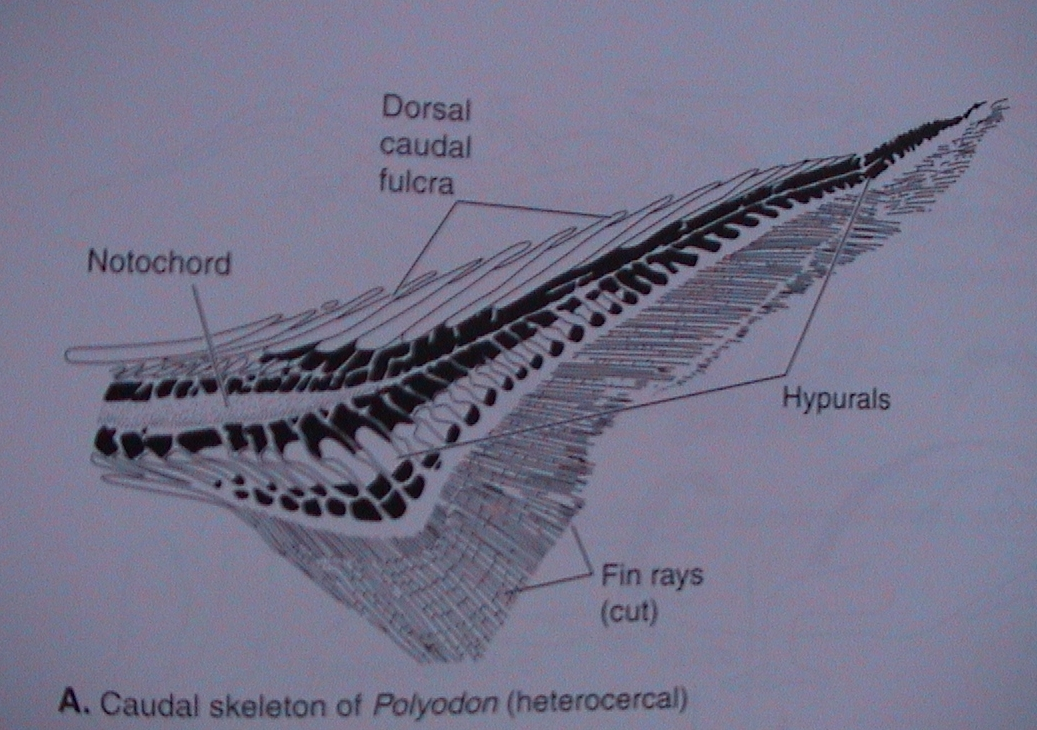 Dorsal
caudal
fulcra
Notochord
Hypurals
Fin rays
(cut)
A. Caudal skeleton of Polyodon (heterocercal)